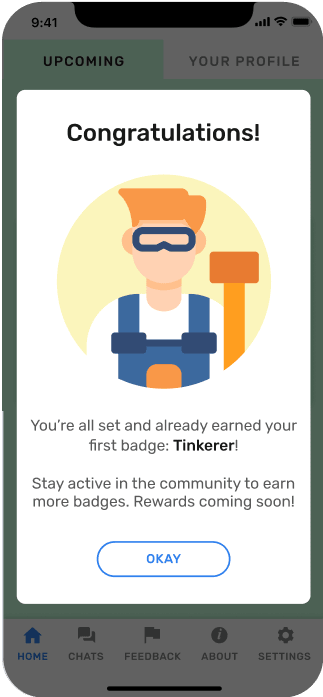 9:41
UPCOMING
YOUR PROFILE
Congratulations!
You're all set and already earned your
first badge: Tinkerer!
Stay active in the community to earn
more badges. Rewards coming soon!
OKAY
HOME
CHATS
FEEDBACK
ABOUT
SETTINGS